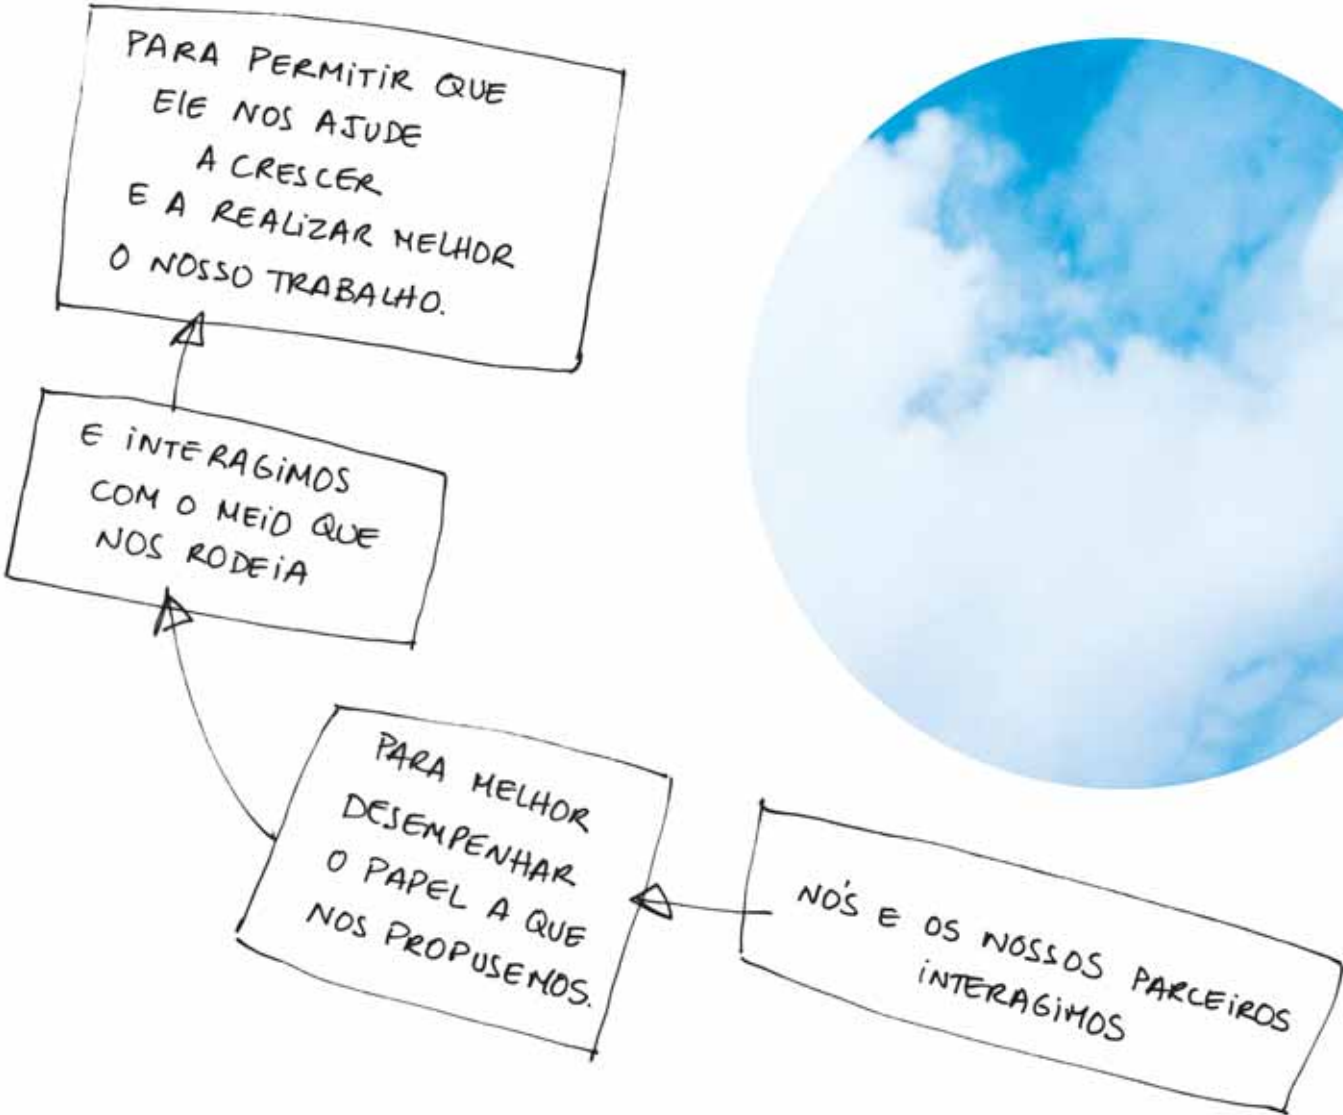 PARA PERMITIR QUE
ELE NOS AJUDE
A CRESCER
E A REALIZAR MELHOR
O NOSSO TRABALHO.
E INTERAGIMOS
COM O MEIO QUE
NOS RODEIA
PARA MELHOR
DESEMPENHAR
O PAPEL A QUE
NOS PROPUSEMOS.
NÓS E OS NOSSOS PARCEIROS
INTERAGIMOS